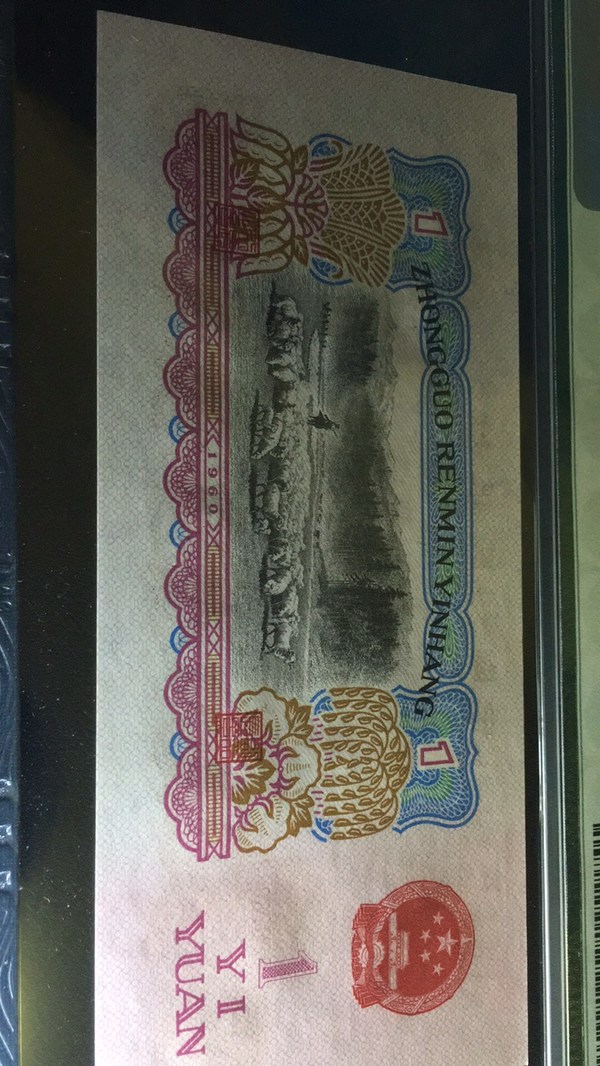 1
ZHONGGUO RENMIN YINHANG
1
1960
1
YI
YUAN